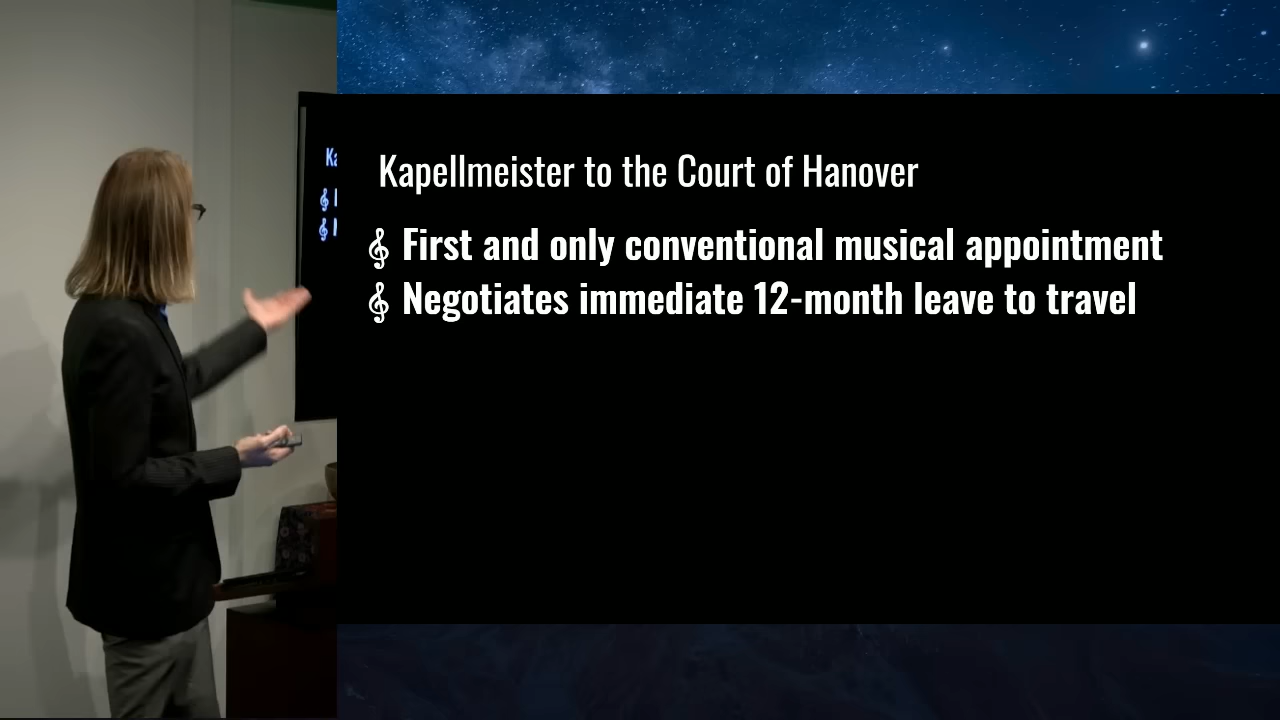 Kapellmeister to the Court of Hanover
First and only conventional musical appointment
Negotiates immediate 12-month leave to travel
Ka